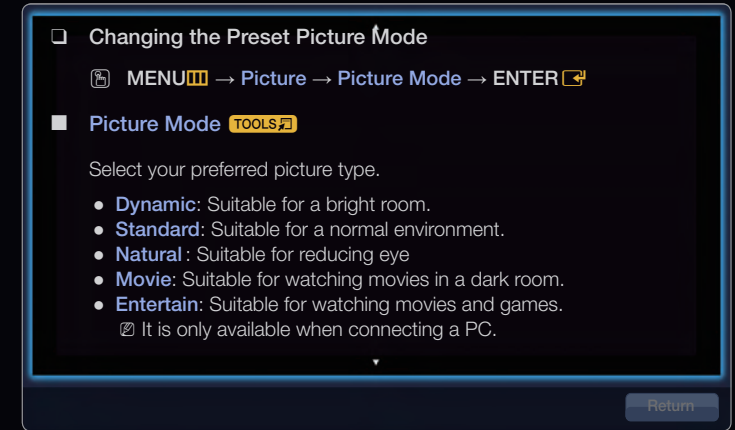 Changing the Preset Picture Mode
MENU → Picture → Picture Mode → ENTER
Picture Mode TOOLS
Select your preferred picture type.
● Dynamic: Suitable for a bright room.
● Standard: Suitable for a normal environment.
● Natural : Suitable for reducing eye
● Movie: Suitable for watching movies in a dark room.
● Entertain: Suitable for watching movies and games.
It is only available when connecting a PC.
Return